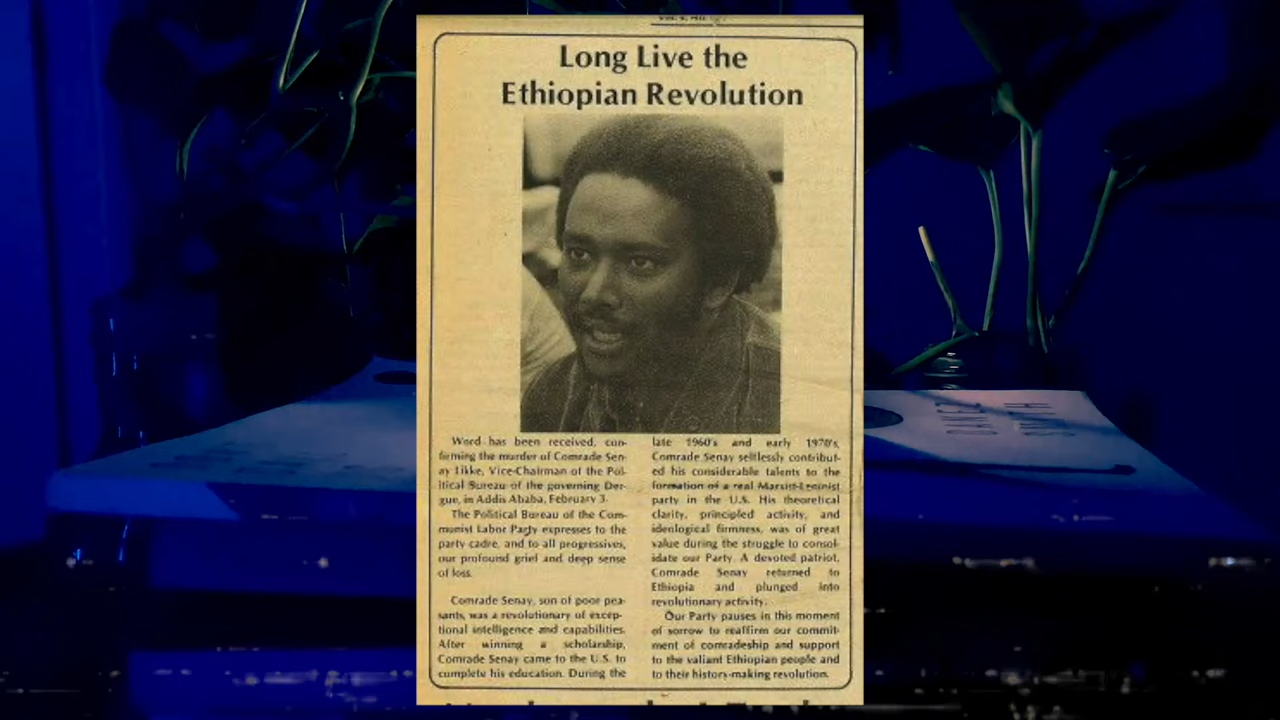 Long Live the
Ethiopian Revolution
Word has been received, con-
firming the murder of Comrade Sen-
ay Likke, Vice-Chairman of the Pol-
itical Bureau of the governing Der-
gue, in Addis Ababa, February 3.
The Political Bureau of the Com-
munist Labor Party expresses to the
party cadre, and to all progressives,
our profound grief and deep sense
of loss.
Comrade Senay, son of poor pea-
sants, was a revolutionary of excep-
tional intelligence and capabilities.
After winning a scholarship,
Comrade Senay came to the U.S. to
complete his education. During the
late 1960's and early 1970's,
Comrade Senay selflessly contribut-
ed his considerable talents to the
formation of a real Marxist-Leninist
party in the U.S. His theoretical
clarity, principled activity, and
ideological firmness, was of great
value during the struggle to consol-
idate our Party. A devoted patriot,
Comrade Senay returned to
Ethiopia and plunged into
revolutionary activity.
Our Party pauses in this moment
of sorrow to reaffirm our commit-
ment of comradeship and support
to the valiant Ethiopian people and
to their history-making revolution.